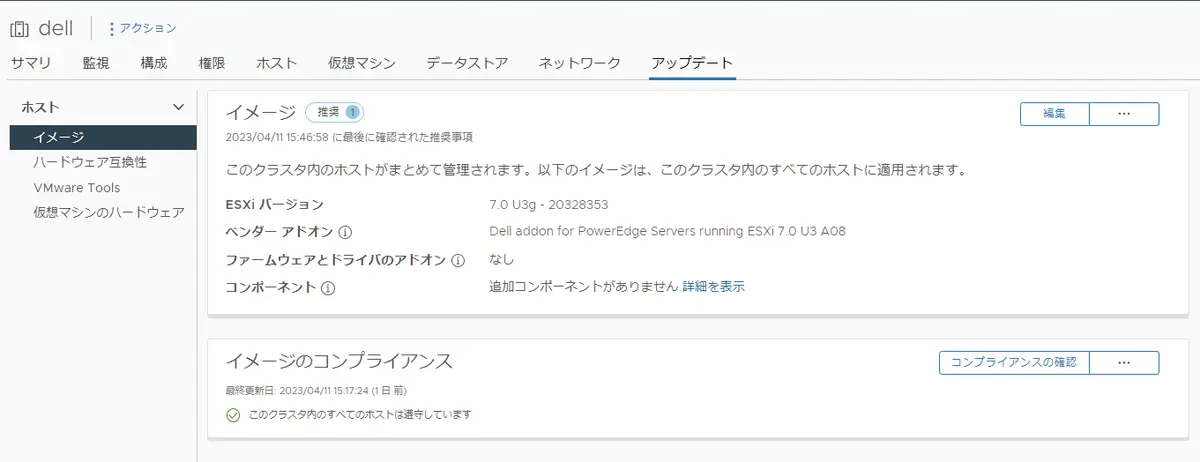 dell
アクション
サマリ 監視 構成 権限 ホスト 仮想マシン データストア ネットワーク アップデート
ホスト
イメージ
ハードウェア互換性
VMware Tools
仮想マシンのハードウェア
イメージ 推奨 1
編集 ...
2023/04/11 15:46:58 に最後に確認された推奨事項
このクラスタ内のホストがまとめて管理されます。以下のイメージは、このクラスタ内のすべてのホストに適用されます。
ESXi バージョン 7.0 U3g - 20328353
ベンダー アドオン Dell addon for PowerEdge Servers running ESXi 7.0 U3 A08
ファームウェアとドライバのアドオン なし
コンポーネント 追加コンポーネントがありません 詳細を表示
イメージのコンプライアンス
コンプライアンスの確認 ...
最終更新日: 2023/04/11 15:17:24 (1 日 前)
このクラスタ内のすべてのホストは遵守しています